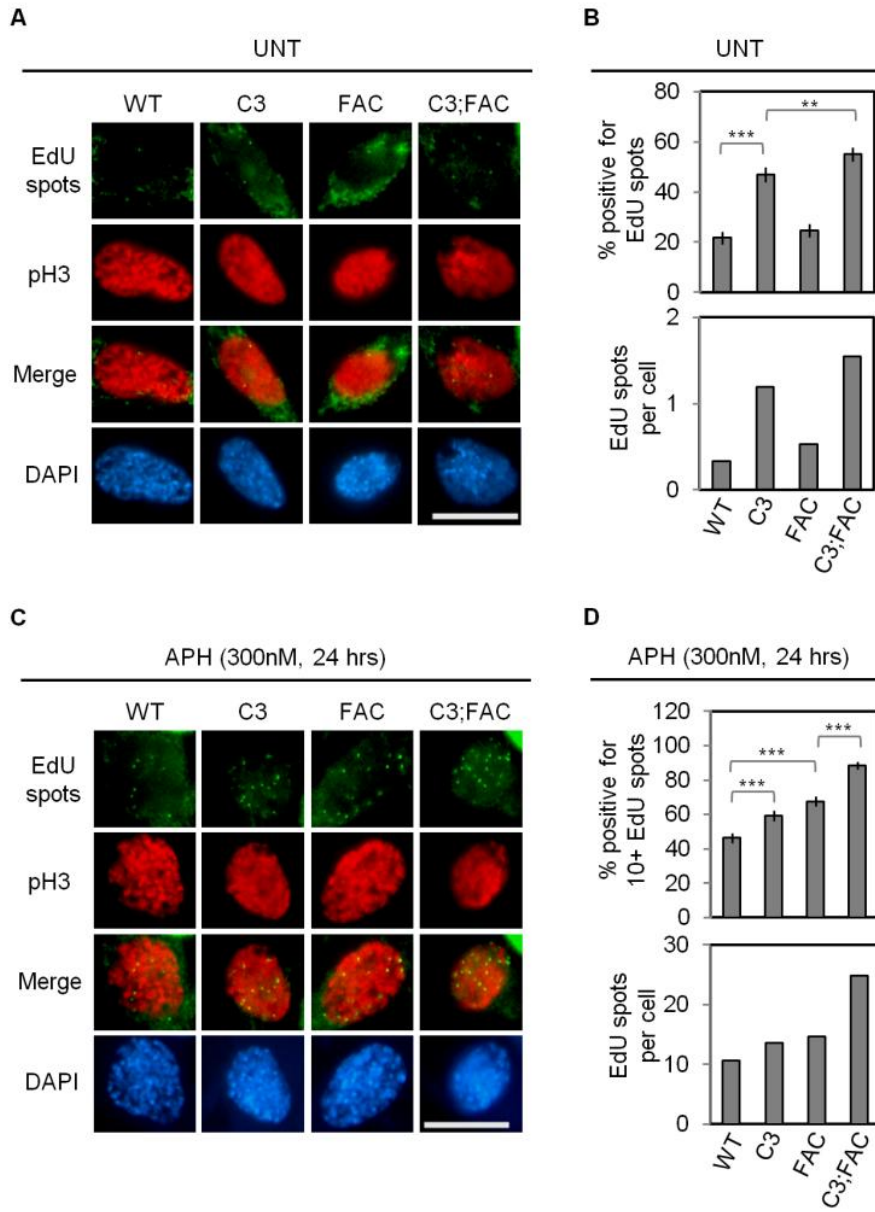 A
UNT
WT C3 FAC C3;FAC
EdU
spots
pH3
Merge
DAPI
B
UNT
% positive for
EdU spots
80
60
40
20
0
***
**
EdU spots
per cell
2
1
0
WT C3 FAC C3;FAC
C
APH (300nM, 24 hrs)
WT C3 FAC C3;FAC
EdU
spots
pH3
Merge
DAPI
D
APH (300nM, 24 hrs)
% positive for
10+ EdU spots
120
100
80
60
40
20
0
***
***
***
EdU spots
per cell
30
20
10
0
WT C3 FAC C3;FAC